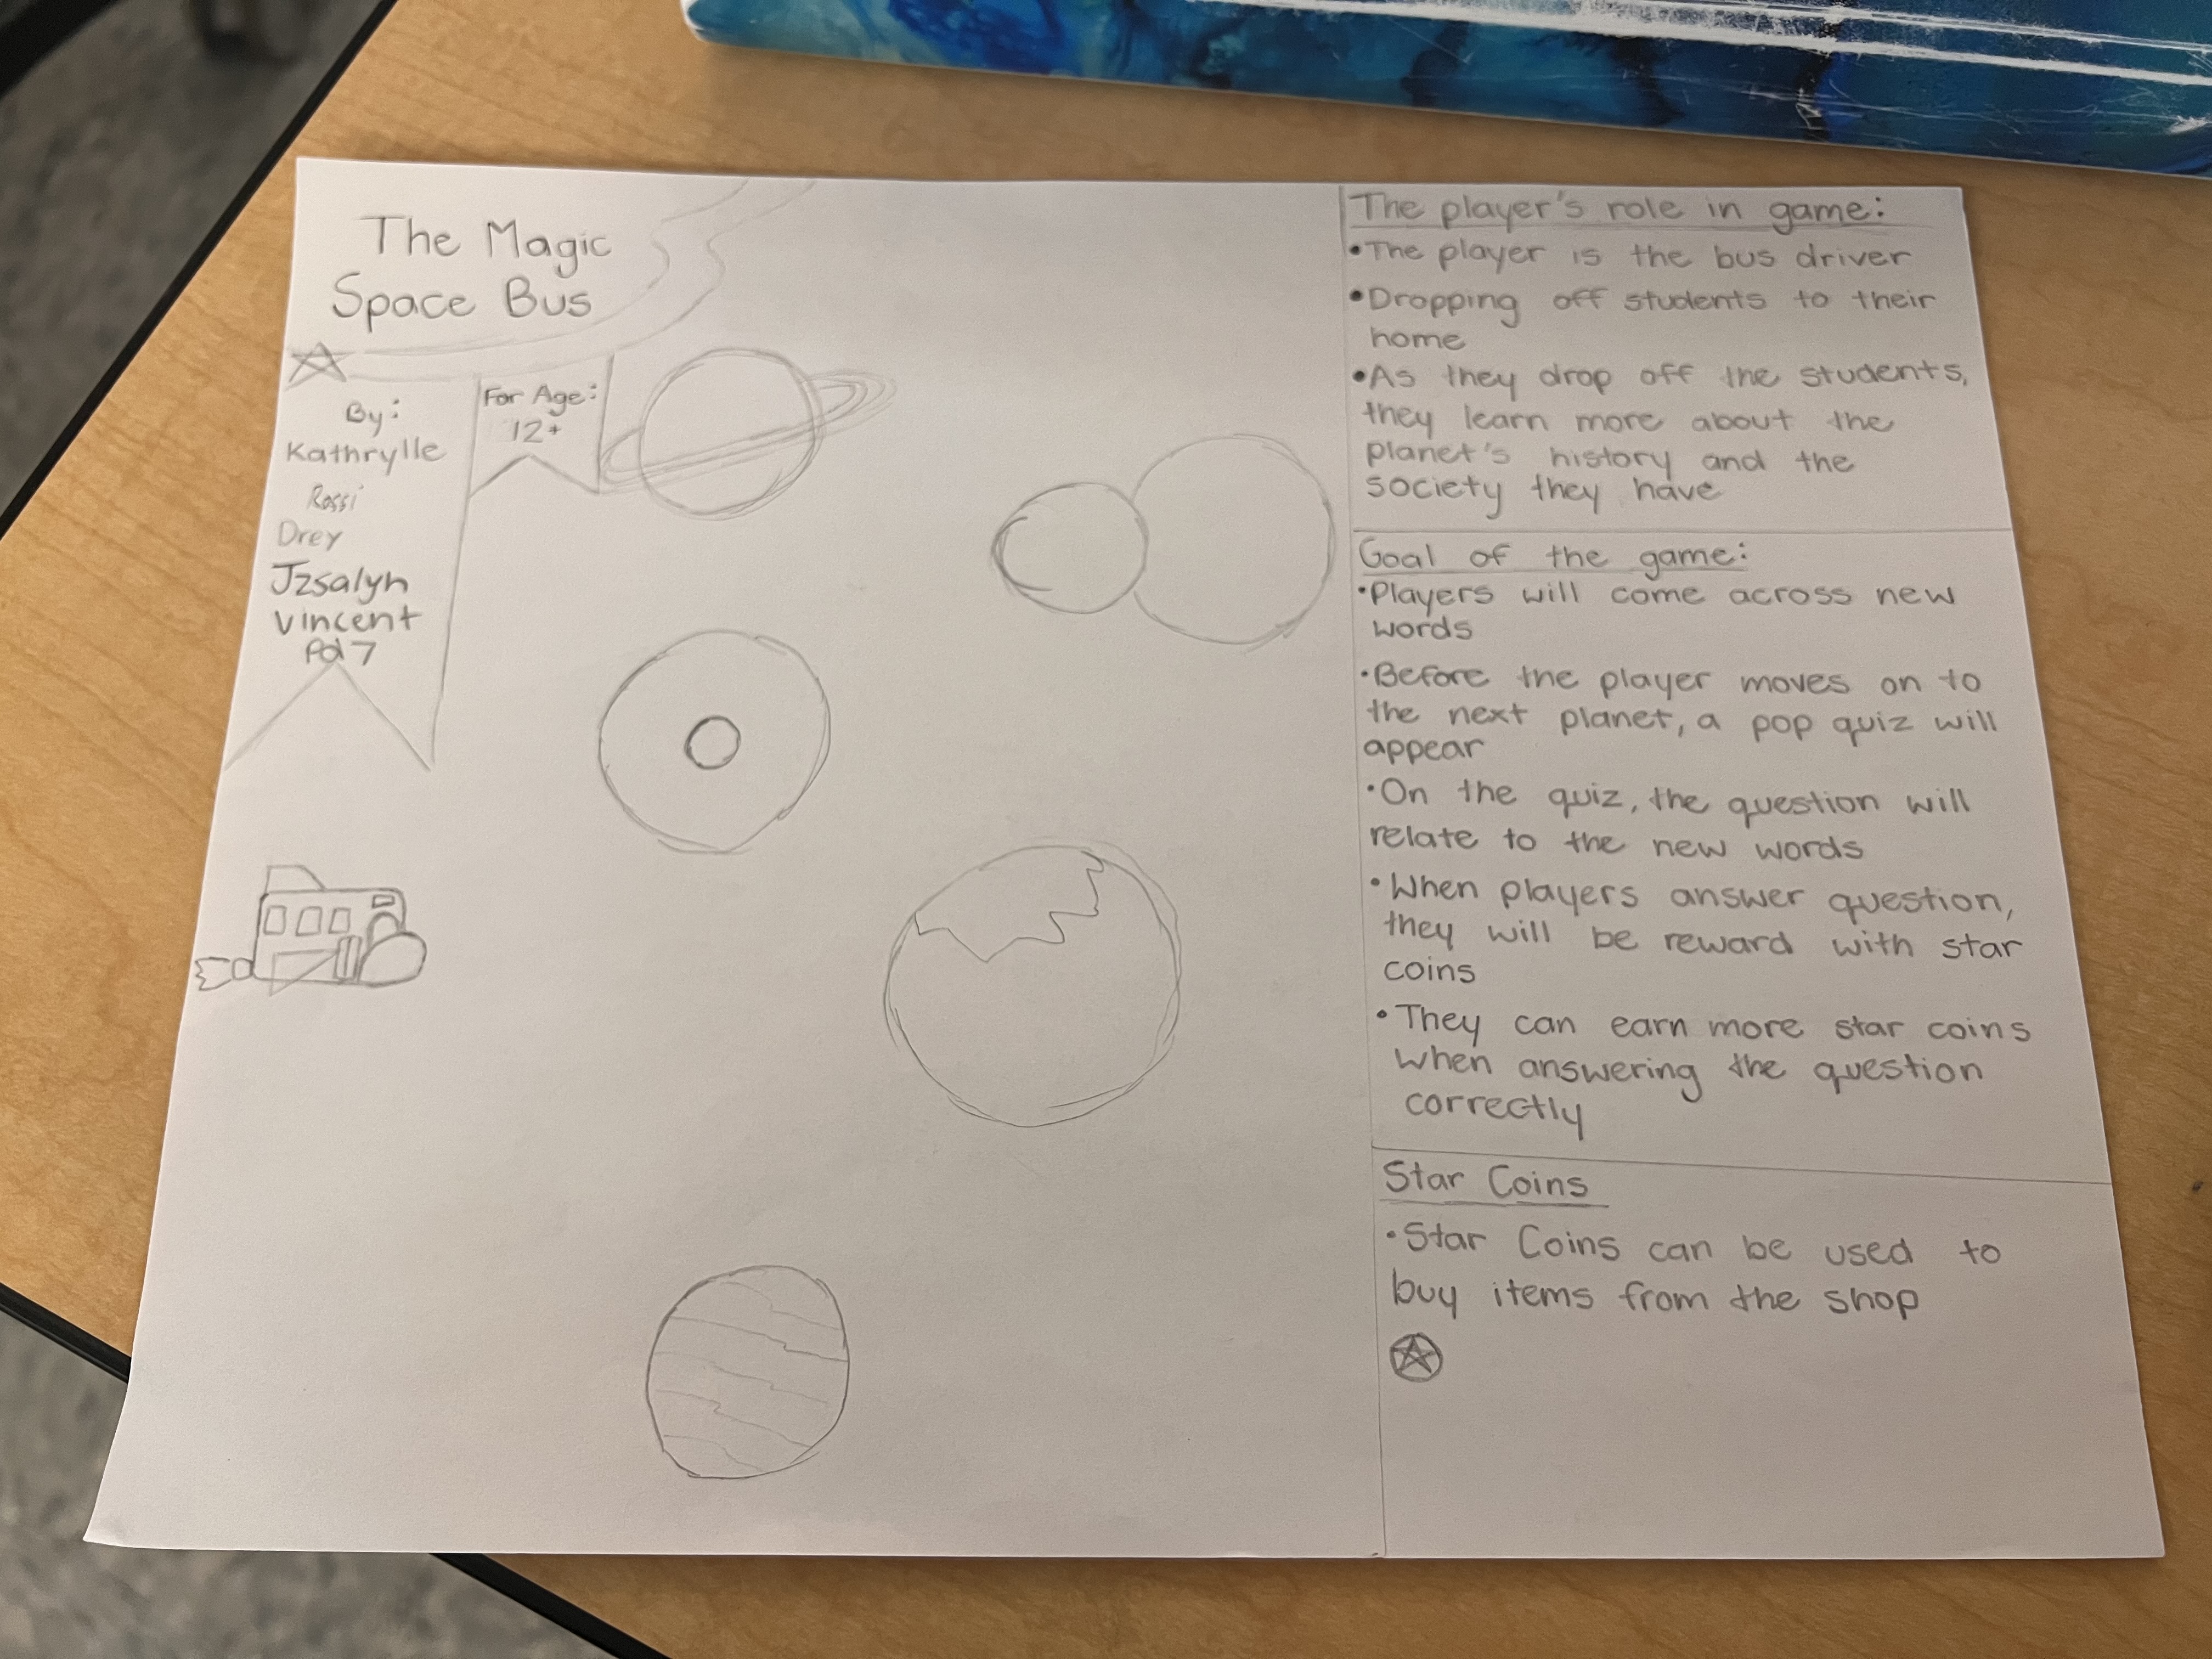 The Magic
Space Bus
By:
Kathrylle
Rossi
Drey
Jzsalyn
Vincent
Pd 7
For Age:
12+
The player's role in game:
•The player is the bus driver
•Dropping off students to their
home
•As they drop off the students,
they learn more about the
planet's history and the
society they have
Goal of the game:
•Players will come across new
words
•Before the player moves on to
the next planet, a pop quiz will
appear
•On the quiz, the question will
relate to the new words
•When players answer question,
they will be reward with star
coins
•They can earn more star coins
when answering the question
correctly
Star Coins
•Star Coins can be used to
buy items from the shop